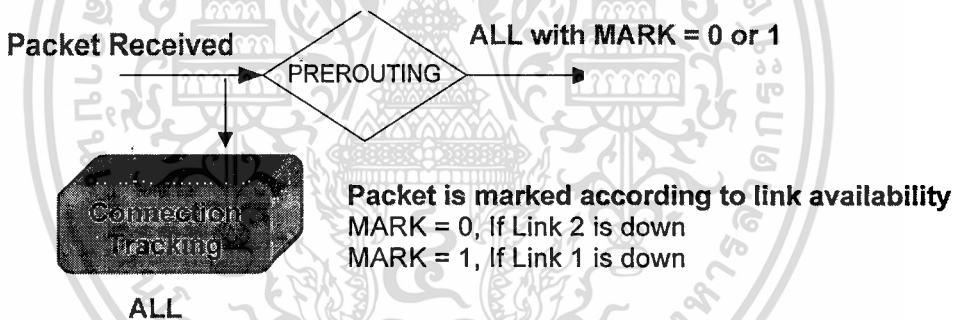 Packet Received
ALL with MARK = 0 or 1
PREROUTING
Connection
Tracking
Packet is marked according to link availability
MARK = 0, If Link 2 is down
MARK = 1, If Link 1 is down
ALL